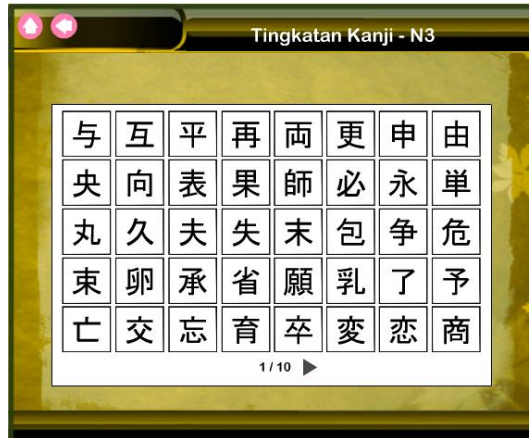 Tingkatan Kanji - N3
与 互 平 再 両 更 申 由
央 向 表 果 師 必 永 単
丸 久 夫 失 末 包 争 危
束 卵 承 省 願 乳 了 予
亡 交 忘 育 卒 変 恋 商
1 / 10